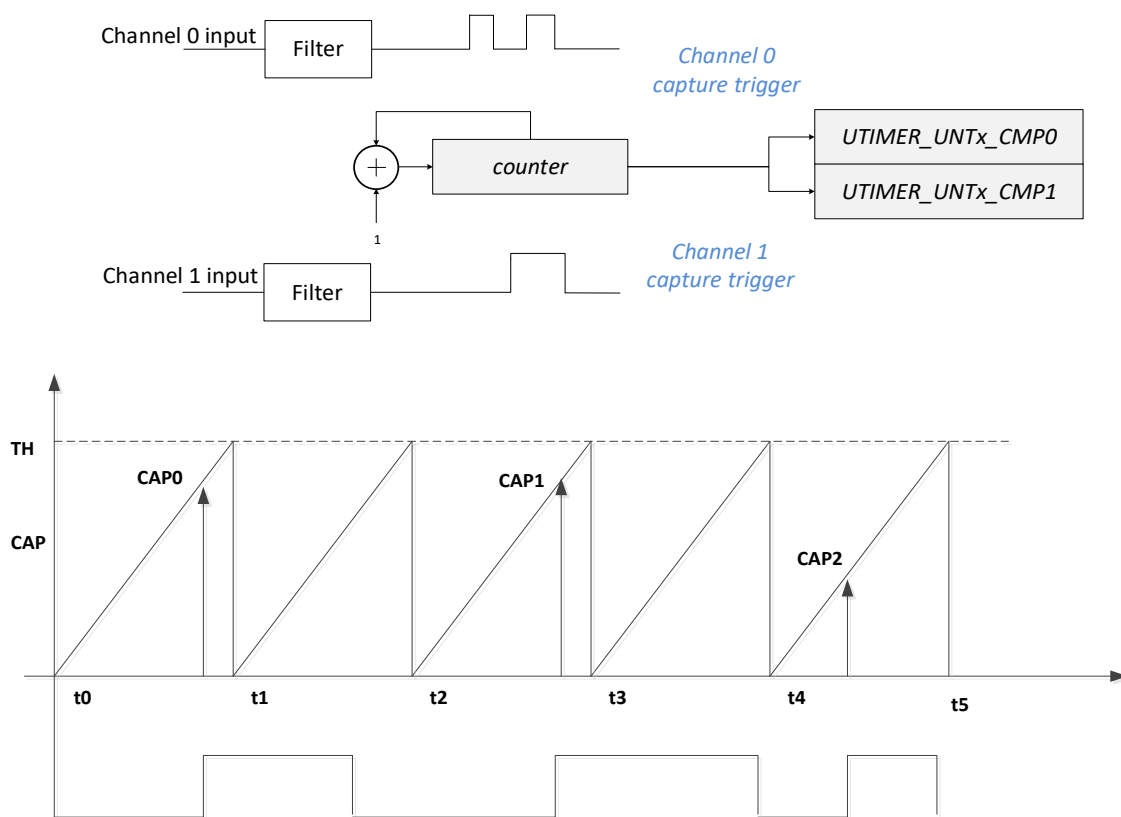 Channel 0 input
Filter
Channel 0
capture trigger
+
counter
UTIMER_UNTx_CMP0
UTIMER_UNTx_CMP1
1
Channel 1 input
Filter
Channel 1
capture trigger
TH
CAP0
CAP1
CAP
CAP2
t0
t1
t2
t3
t4
t5